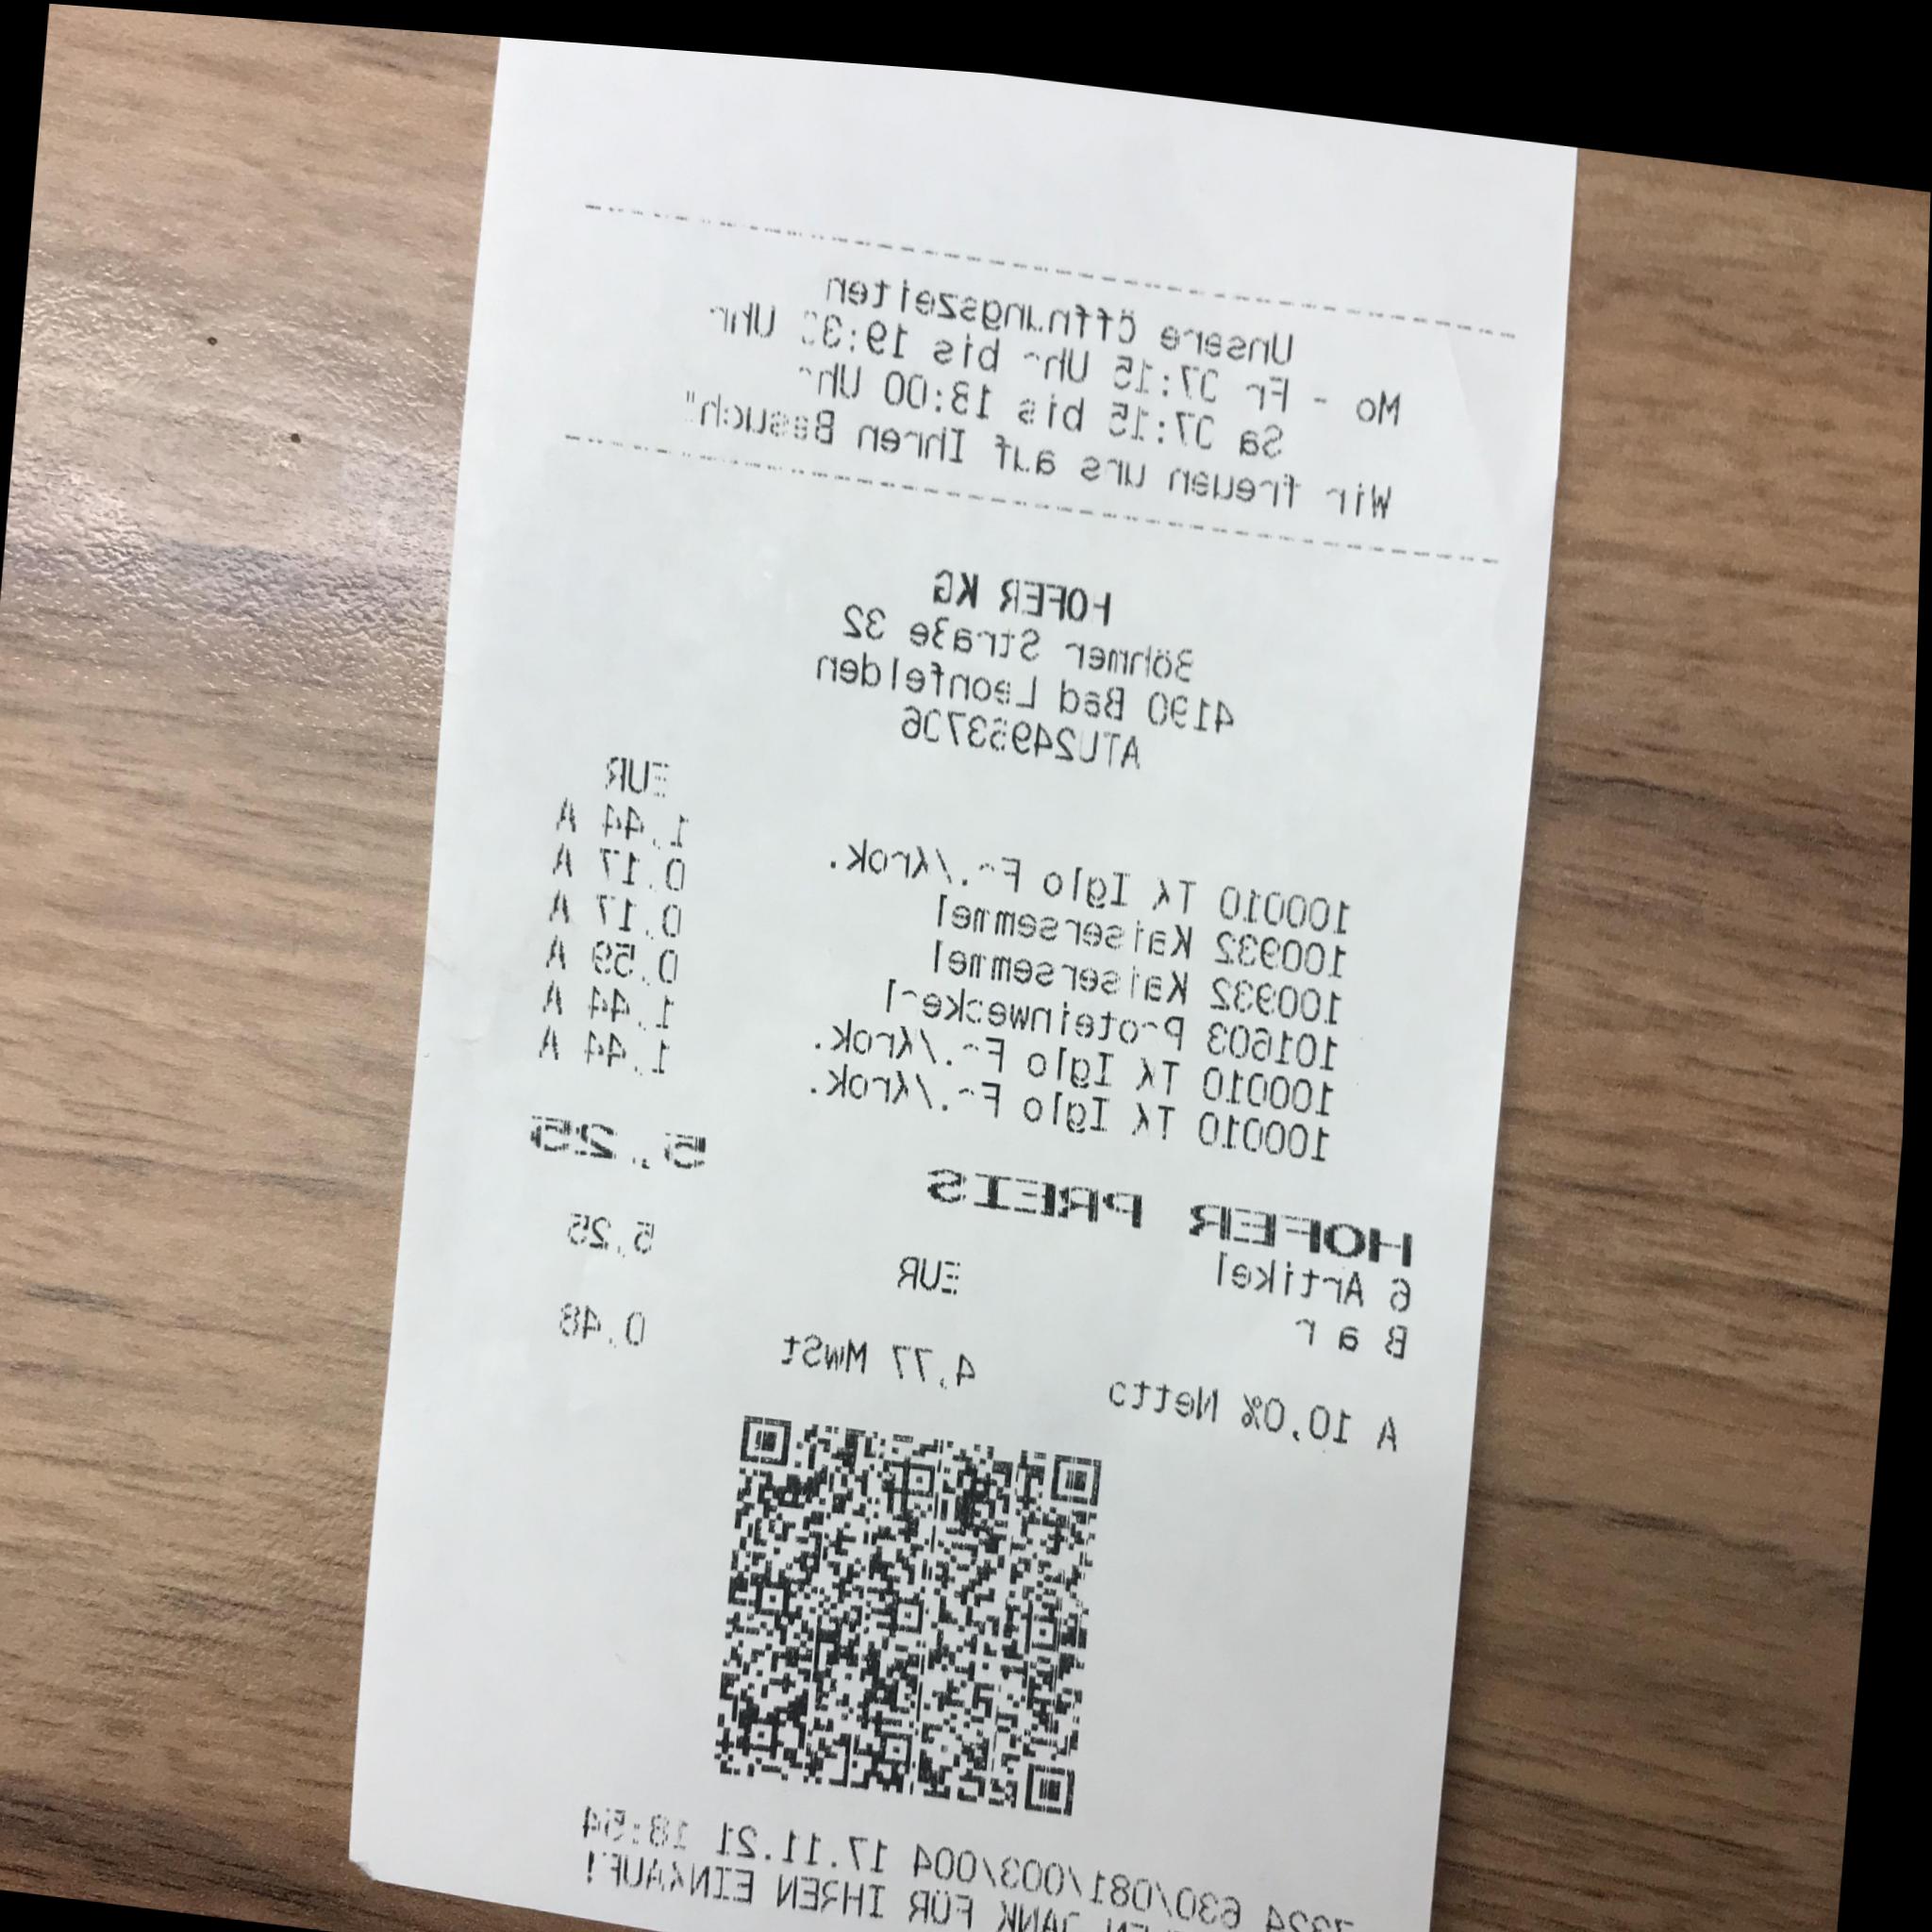 Unsere Öffnungszeiten
Mo - Fr 07:15 Uhr bis 19:30 Uhr
Sa 07:15 bis 18:00 Uhr
Wir freuen uns auf Ihren Besuch"
HOFER KG
Böhmer Straße 32
4190 Bad Leonfelden
ATU24953706
EUR
100010 TK Iglo Fr./Krok. 1,44 A
100932 Kaisersemmel 0,17 A
100932 Kaisersemmel 0,17 A
101603 Proteinweckerl 0,59 A
100010 TK Iglo Fr./Krok. 1,44 A
100010 TK Iglo Fr./Krok. 1,44 A
HOFER PREIS 5,25
6 Artikel
B a r EUR 5,25
A 10,0% Netto 4,77 MwSt 0,48
630/081/003/004 17.11.21 18:54
DANK FÜR IHREN EINKAUF!